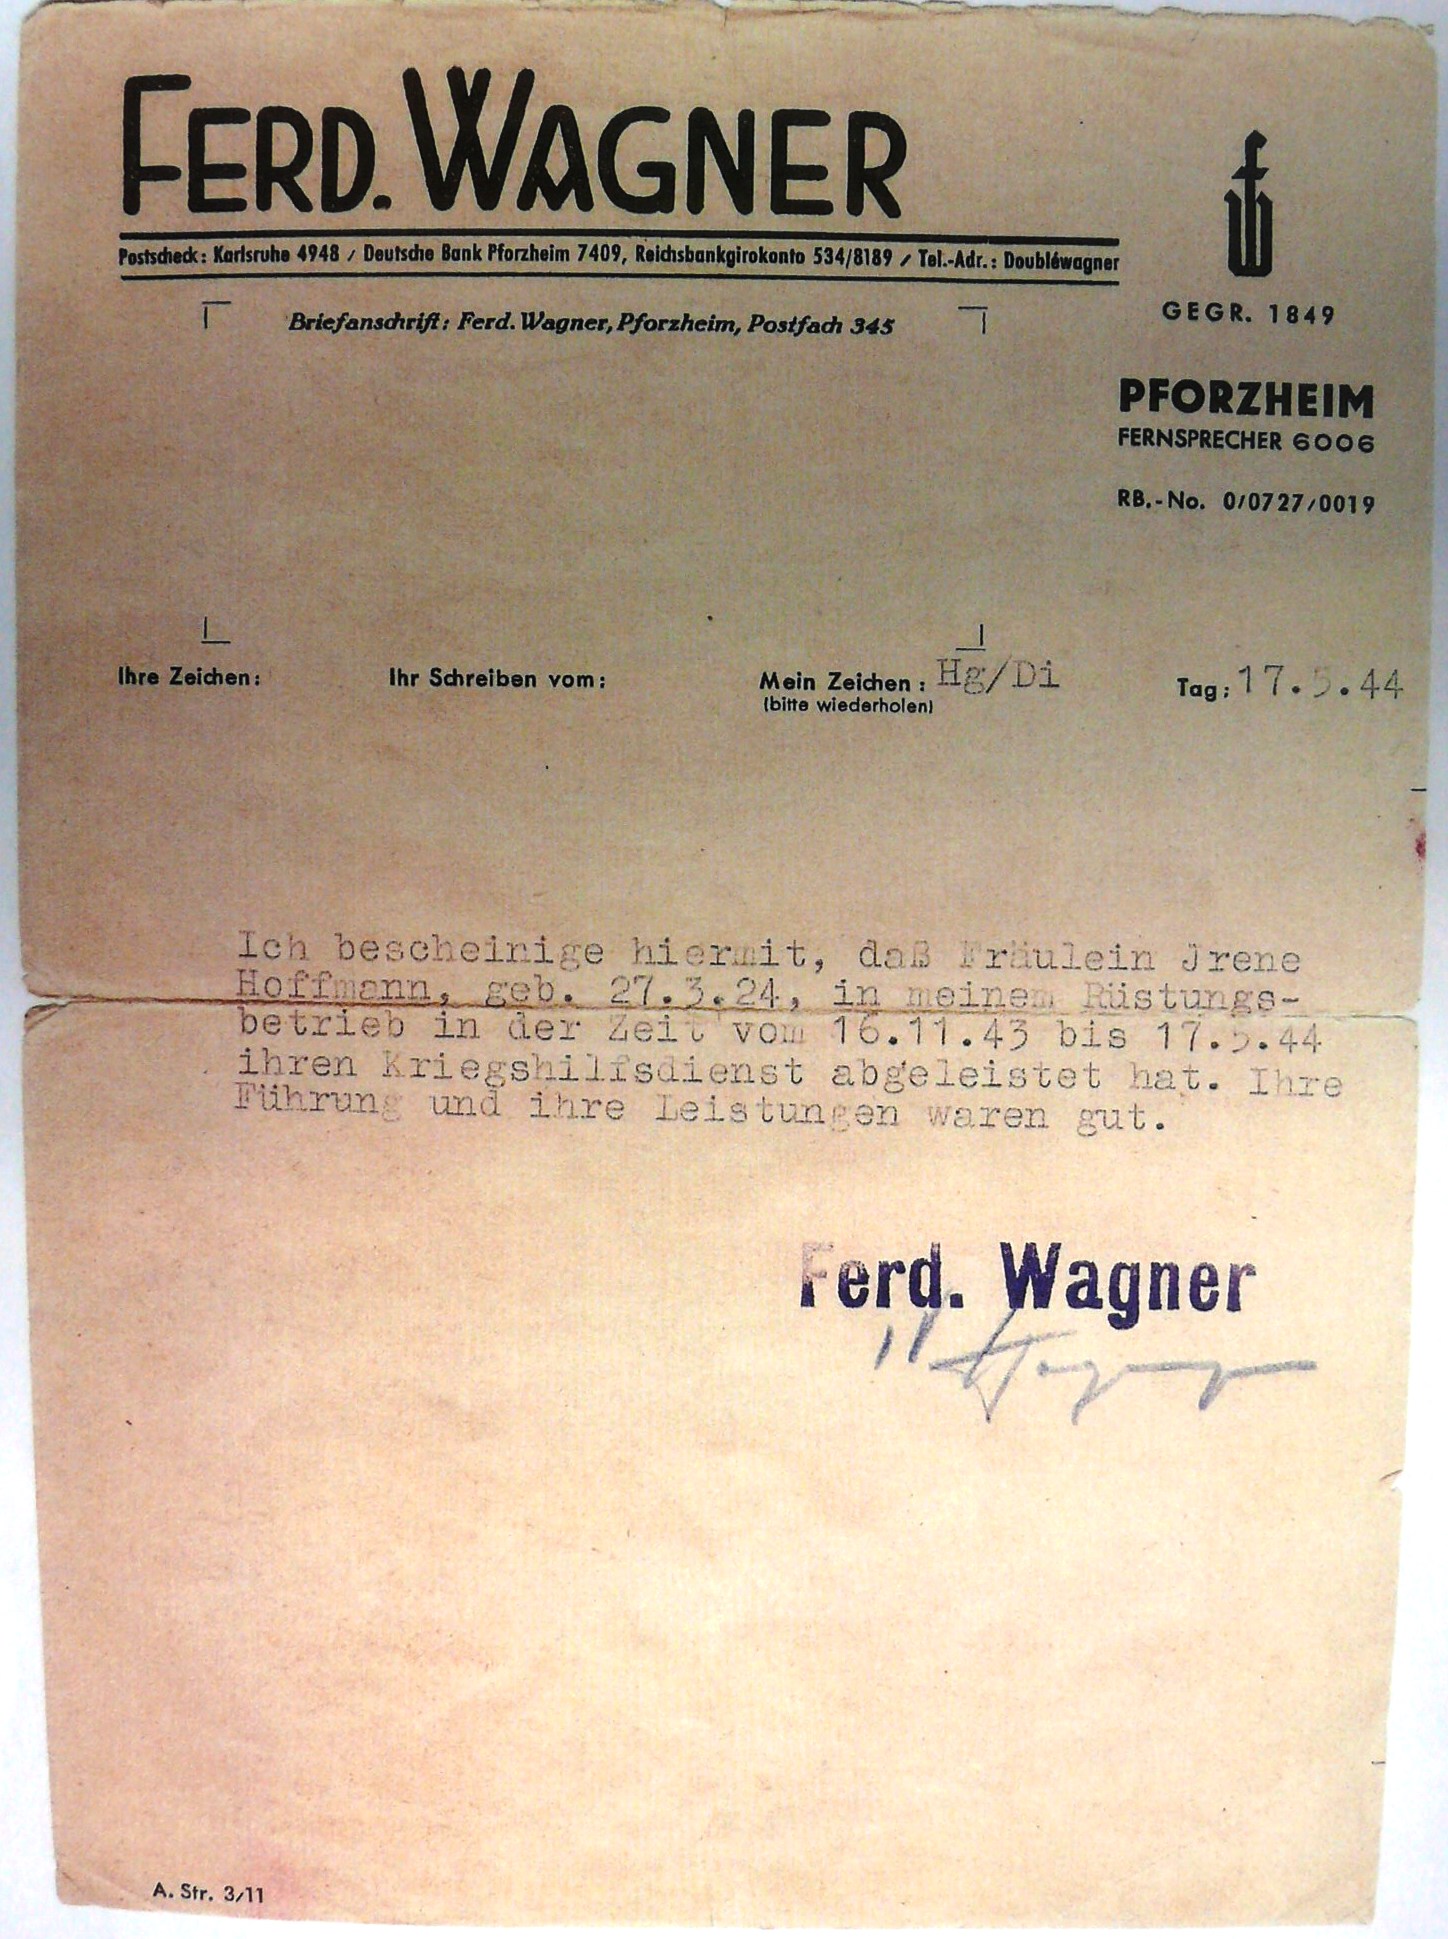 FERD. WAGNER
Postscheck: Karlsruhe 4948 / Deutsche Bank Pforzheim 7409, Reichsbankgirokonto 534/8189 / Tel.-Adr.: Doubléwagner
Briefanschrift: Ferd. Wagner, Pforzheim, Postfach 345
fw
GEGR. 1849
PFORZHEIM
FERNSPRECHER 6006
RB.-No. 0/0727/0019
Ihre Zeichen: Ihr Schreiben vom: Mein Zeichen: Hg/Di Tag: 17.5.44
(bitte wiederholen)
Ich bescheinige hiermit, daß Fräulein Jrene
Hoffmann, geb. 27.3.24, in meinem Rüstungs-
betrieb in der Zeit vom 16.11.43 bis 17.5.44
ihren Kriegshilfsdienst abgeleistet hat. Ihre
Führung und ihre Leistungen waren gut.
Ferd. Wagner
A. Str. 3/11